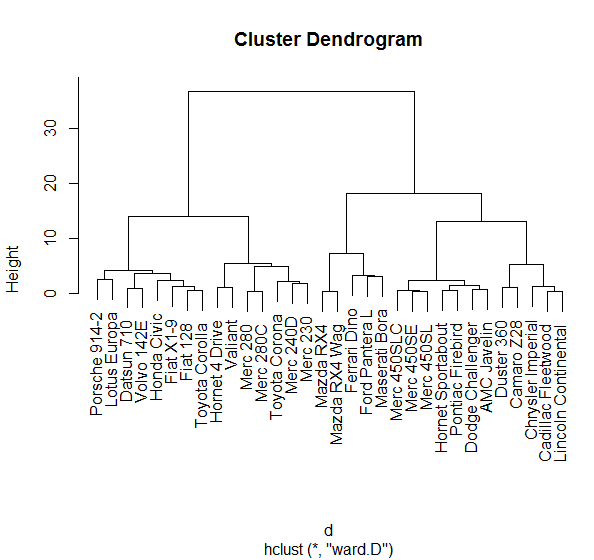 Cluster Dendrogram
Height
30
20
10
0
Porsche 914-2
Lotus Europa
Datsun 710
Volvo 142E
Honda Civic
Fiat X1-9
Fiat 128
Toyota Corolla
Hornet 4 Drive
Valiant
Merc 280
Merc 280C
Toyota Corona
Merc 240D
Merc 230
Mazda RX4
Mazda RX4 Wag
Ferrari Dino
Ford Pantera L
Maserati Bora
Merc 450SLC
Merc 450SE
Merc 450SL
Hornet Sportabout
Pontiac Firebird
Dodge Challenger
AMC Javelin
Duster 360
Camaro Z28
Chrysler Imperial
Cadillac Fleetwood
Lincoln Continental
d
hclust (*, "ward.D")